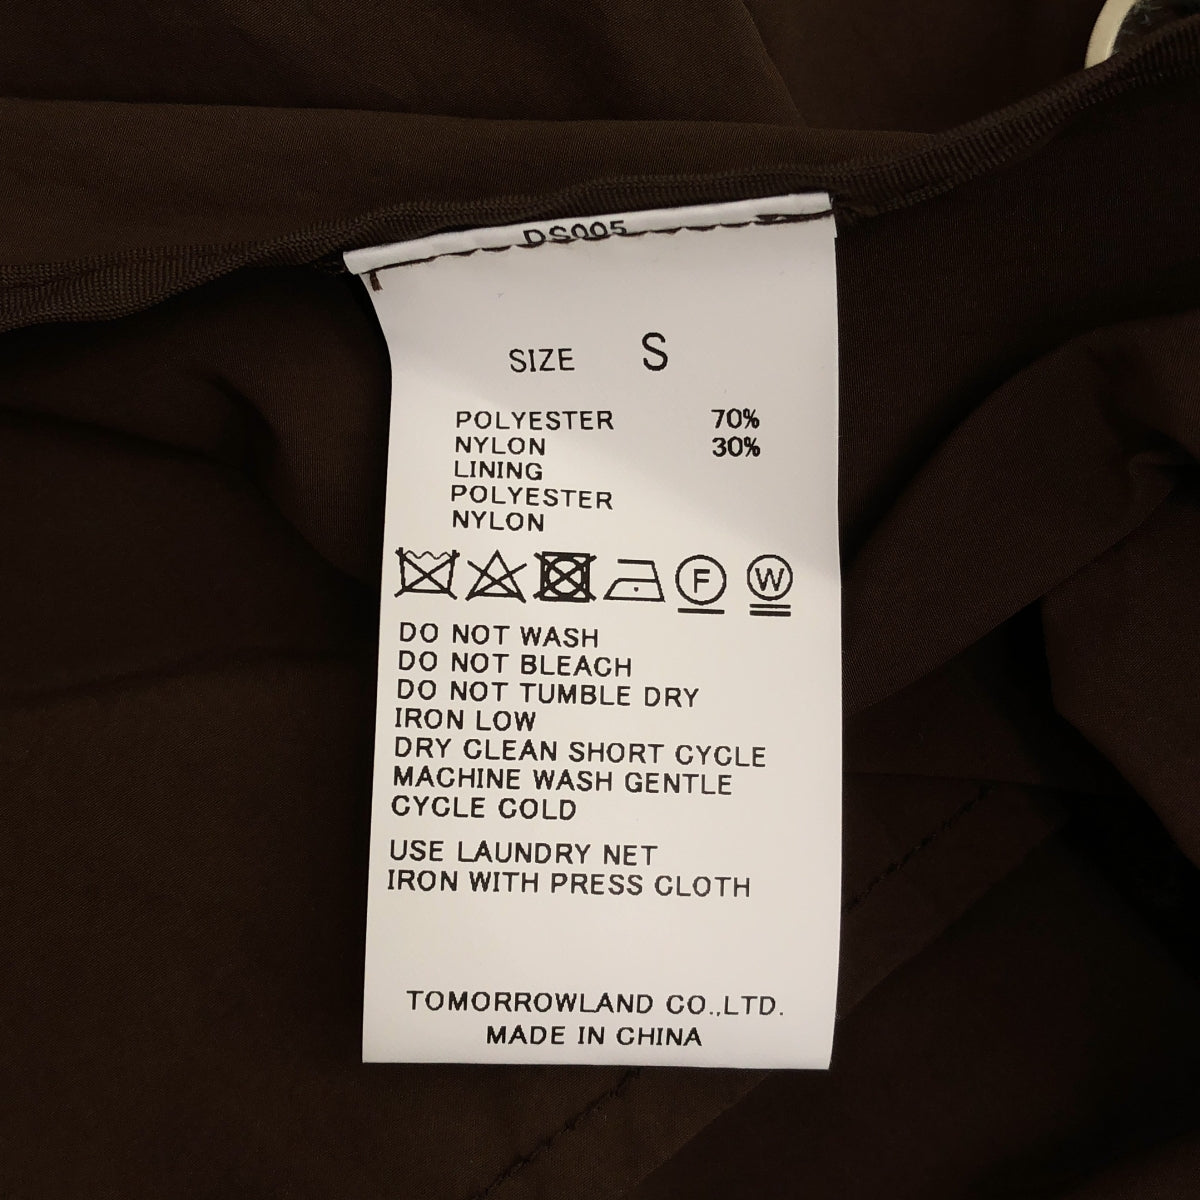 DS005
SIZE S
POLYESTER 70%
NYLON 30%
LINING
POLYESTER
NYLON
F W
DO NOT WASH
DO NOT BLEACH
DO NOT TUMBLE DRY
IRON LOW
DRY CLEAN SHORT CYCLE
MACHINE WASH GENTLE
CYCLE COLD
USE LAUNDRY NET
IRON WITH PRESS CLOTH
TOMORROWLAND CO.,LTD.
MADE IN CHINA